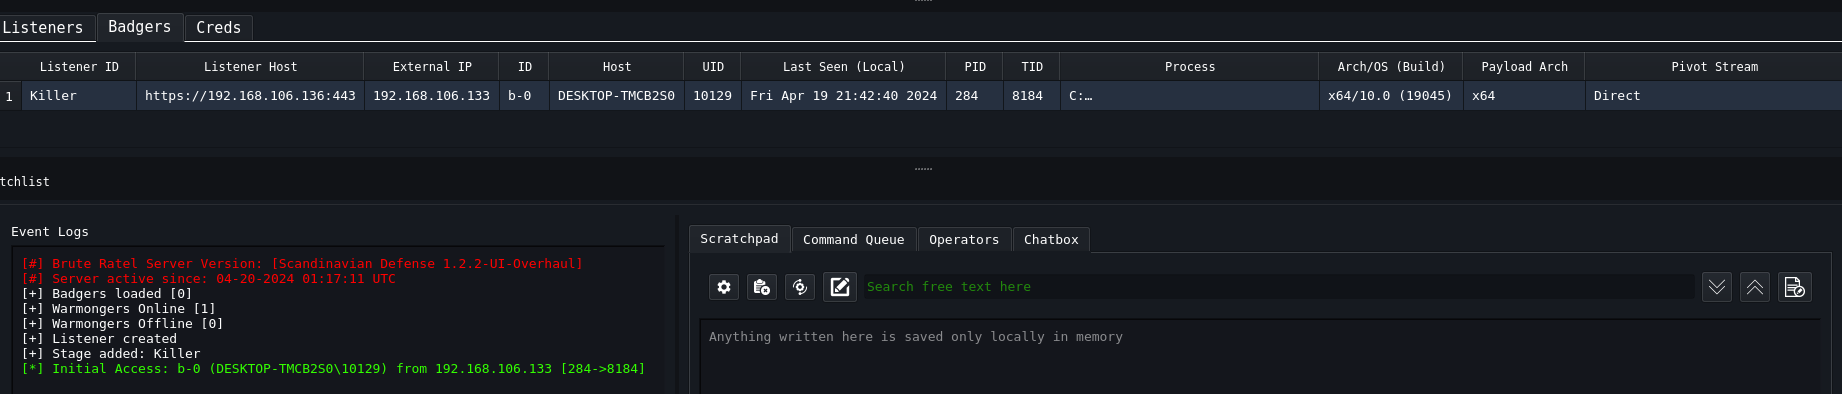 Listeners Badgers Creds
Listener ID Listener Host External IP ID Host UID Last Seen (Local) PID TID Process Arch/OS (Build) Payload Arch Pivot Stream
1 Killer https://192.168.106.136:443 192.168.106.133 b-0 DESKTOP-TMCB2S0 10129 Fri Apr 19 21:42:40 2024 284 8184 C:… x64/10.0 (19045) x64 Direct
tchlist
Event Logs
[#] Brute Ratel Server Version: [Scandinavian Defense 1.2.2-UI-Overhaul]
[#] Server active since: 04-20-2024 01:17:11 UTC
[+] Badgers loaded [0]
[+] Warmongers Online [1]
[+] Warmongers Offline [0]
[+] Listener created
[+] Stage added: Killer
[*] Initial Access: b-0 (DESKTOP-TMCB2S0\10129) from 192.168.106.133 [284->8184]
Scratchpad Command Queue Operators Chatbox
Search free text here
Anything written here is saved only locally in memory